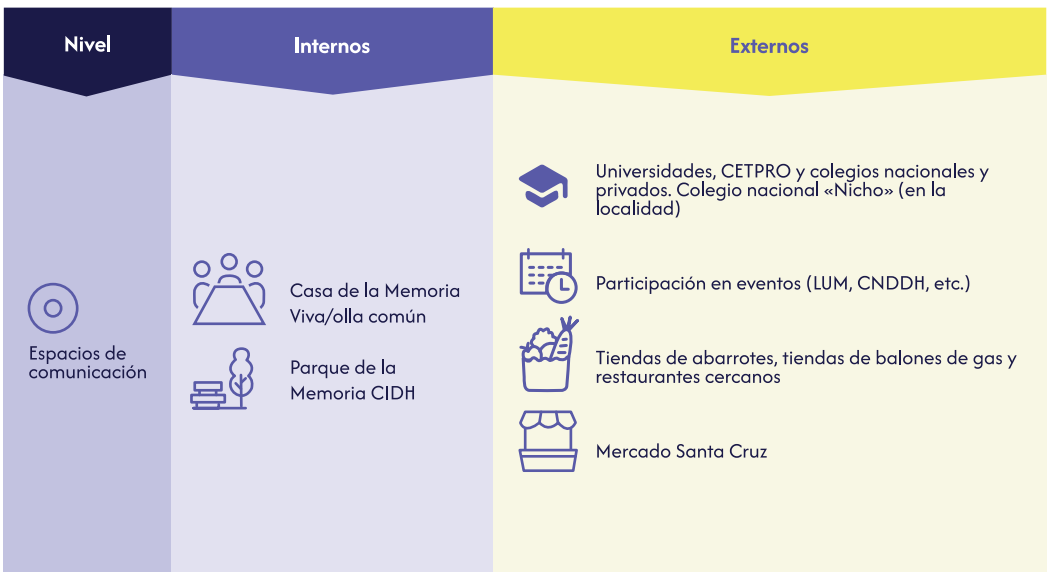 Nivel
Internos
Externos
Espacios de
comunicación
Casa de la Memoria
Viva/olla común
Parque de la
Memoria CIDH
Universidades, CETPRO y colegios nacionales y
privados. Colegio nacional «Nicho» (en la
localidad)
Participación en eventos (LUM, CNDDH, etc.)
Tiendas de abarrotes, tiendas de balones de gas y
restaurantes cercanos
Mercado Santa Cruz